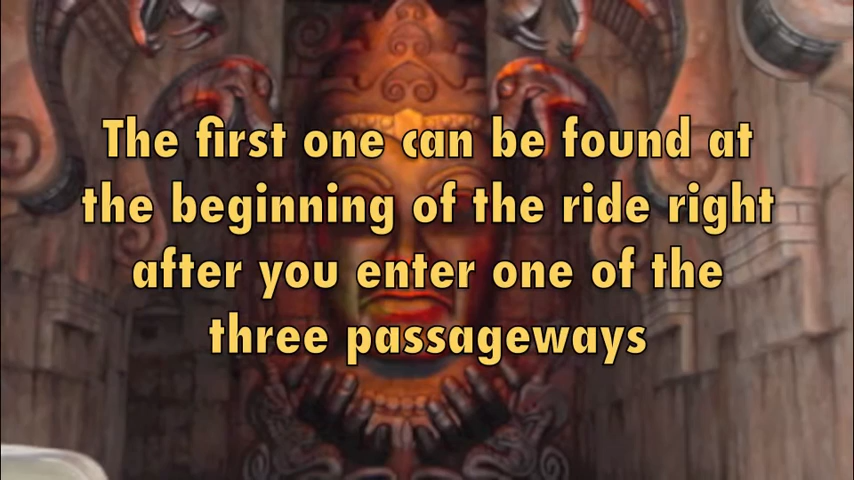 The first one can be found at
the beginning of the ride right
after you enter one of the
three passageways